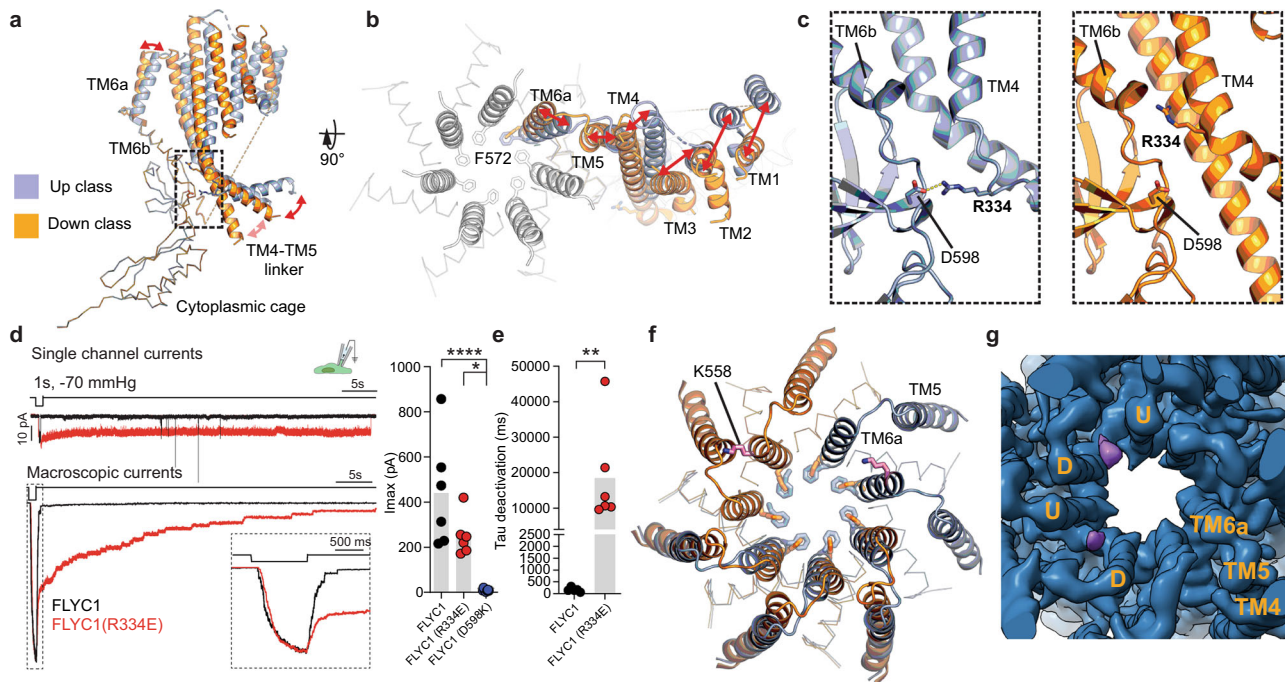 a
TM6a
TM6b
90°
Up class
Down class
TM4-TM5
linker
Cytoplasmic cage
b
TM6a
TM4
F572
TM5
TM1
TM3
TM2
c
TM6b
TM4
R334
D598
TM6b
TM4
R334
D598
d
Single channel currents
1s, -70 mmHg
5s
10 pA
Macroscopic currents
5s
500 ms
FLYC1
FLYC1(R334E)
****
*
Imax (pA)
1000
800
600
400
200
0
FLYC1
FLYC1 (R334E)
FLYC1 (D598K)
e
**
Tau deactivation (ms)
50000
40000
30000
20000
10000
2500
2000
1500
1000
500
0
FLYC1
FLYC1 (R334E)
f
K558
TM5
TM6a
g
U
D
U
D
TM6a
TM5
TM4